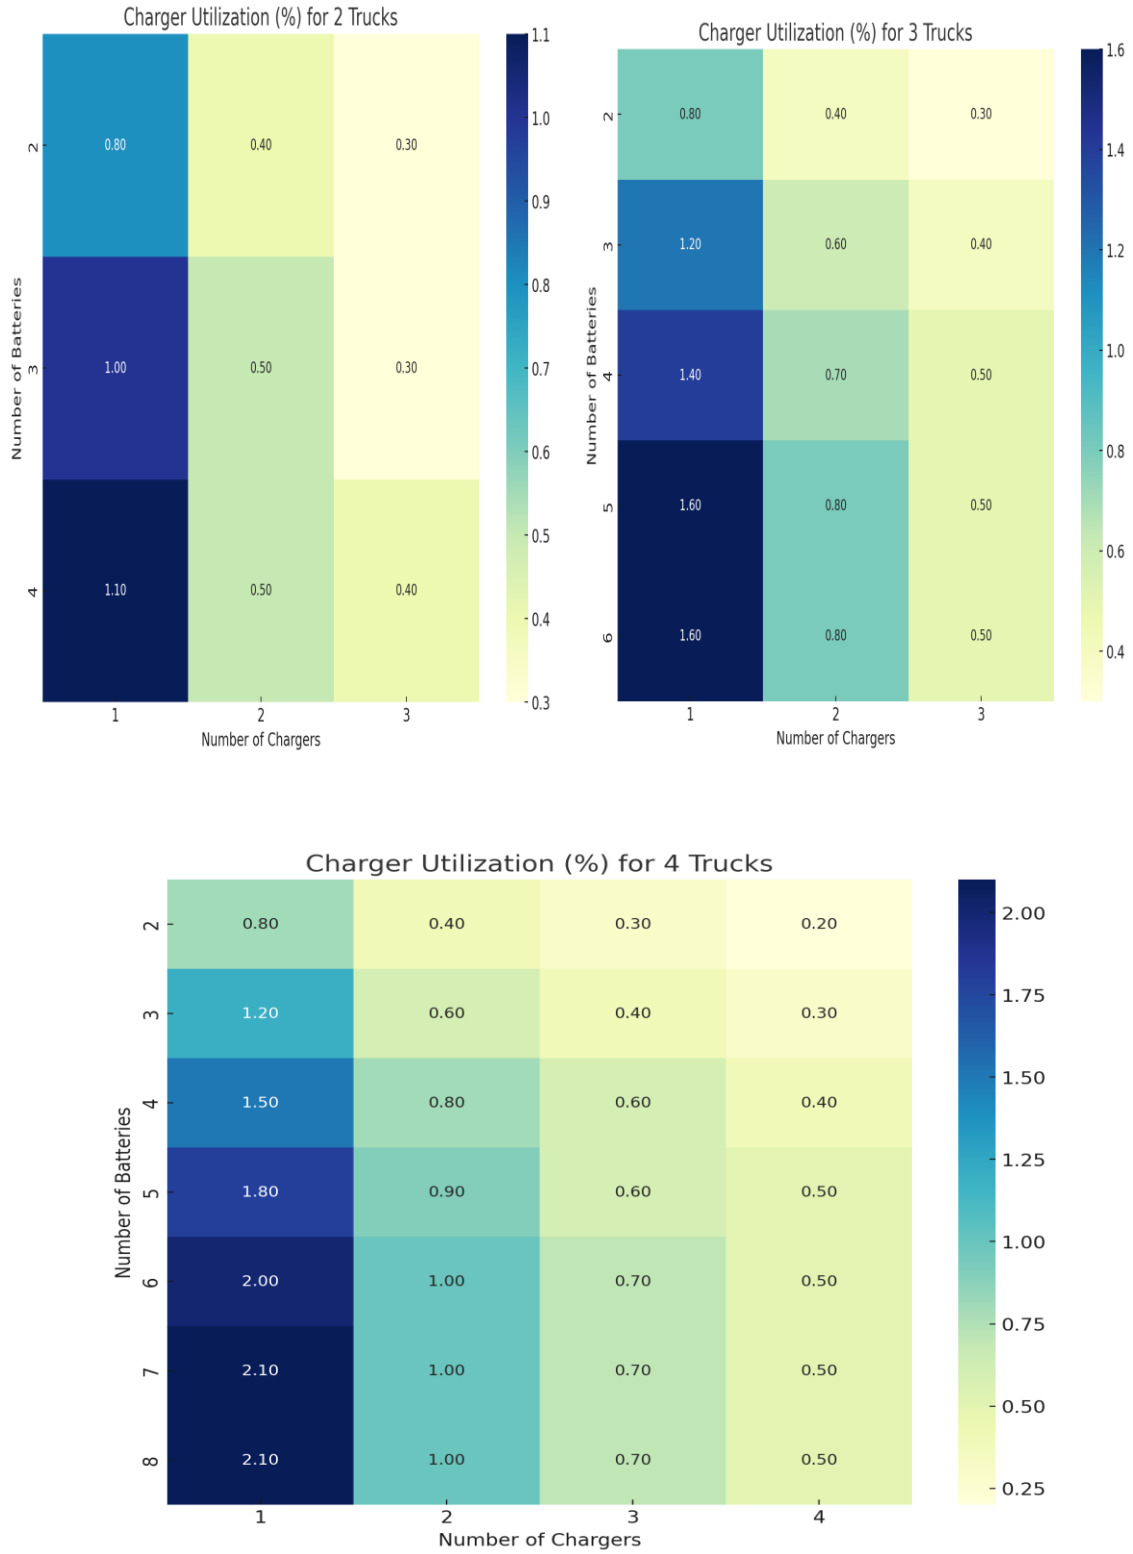 Charger Utilization (%) for 2 Trucks
Number of Batteries
2 0.80 0.40 0.30
3 1.00 0.50 0.30
4 1.10 0.50 0.40
1 2 3
Number of Chargers
1.1
1.0
0.9
0.8
0.7
0.6
0.5
0.4
0.3
Charger Utilization (%) for 3 Trucks
Number of Batteries
2 0.80 0.40 0.30
3 1.20 0.60 0.40
4 1.40 0.70 0.50
5 1.60 0.80 0.50
6 1.60 0.80 0.50
1 2 3
Number of Chargers
1.6
1.4
1.2
1.0
0.8
0.6
0.4
Charger Utilization (%) for 4 Trucks
Number of Batteries
2 0.80 0.40 0.30 0.20
3 1.20 0.60 0.40 0.30
4 1.50 0.80 0.60 0.40
5 1.80 0.90 0.60 0.50
6 2.00 1.00 0.70 0.50
7 2.10 1.00 0.70 0.50
8 2.10 1.00 0.70 0.50
1 2 3 4
Number of Chargers
2.00
1.75
1.50
1.25
1.00
0.75
0.50
0.25